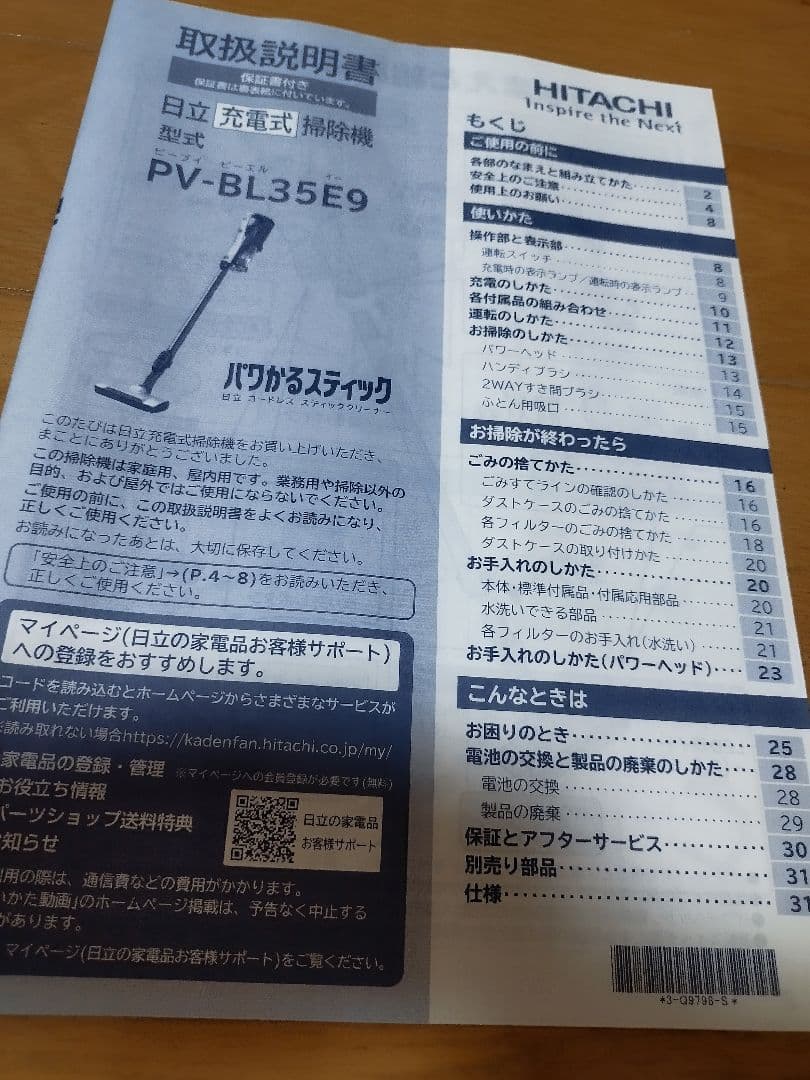 取扱説明書
保証書付き
保証書は裏表紙に付いています。
日立 充電式 掃除機
型式
ピーブイ ビーエル イー
PV-BL35E9
パワかるスティック
日立 コードレス スティッククリーナー
このたびは日立充電式掃除機をお買い上げいただき、
まことにありがとうございました。
この掃除機は家庭用、屋内用です。業務用や掃除以外の
目的、および屋外ではご使用にならないでください。
ご使用の前に、この取扱説明書をよくお読みになり、
正しくご使用ください。
お読みになったあとは、大切に保存してください。
「安全上のご注意」→(P.4~8)をお読みいただき、
正しくご使用ください。
マイページ(日立の家電品お客様サポート)
への登録をおすすめします。
コードを読み込むとホームページからさまざまなサービスが
ご利用いただけます。
読み取れない場合https://kadenfan.hitachi.co.jp/my/
家電品の登録・管理 ※マイページへの会員登録が必要です(無料)
お役立ち情報
パーツショップ送料特典
お知らせ
日立の家電品
お客様サポート
用の際は、通信費などの費用がかかります。
いかた動画」のホームページ掲載は、予告なく中止する
があります。
マイページ(日立の家電品お客様サポート)をご覧ください。
HITACHI
Inspire the Next
もくじ
ご使用の前に
各部のなまえと組み立てかた 2
安全上のご注意 4
使用上のお願い 8
使いかた
操作部と表示部 8
運転スイッチ 8
充電時の表示ランプ/運転時の表示ランプ 9
充電のしかた 10
各付属品の組み合わせ 11
運転のしかた 12
お掃除のしかた 13
パワーヘッド 13
ハンディブラシ 14
2WAYすき間ブラシ 15
ふとん用吸口 15
お掃除が終わったら
ごみの捨てかた 16
ごみすてラインの確認のしかた 16
ダストケースのごみの捨てかた 16
各フィルターのごみの捨てかた 18
ダストケースの取り付けかた 20
お手入れのしかた 20
本体・標準付属品・付属応用部品 20
水洗いできる部品 21
各フィルターのお手入れ(水洗い) 21
お手入れのしかた(パワーヘッド) 23
こんなときは
お困りのとき 25
電池の交換と製品の廃棄のしかた 28
電池の交換 28
製品の廃棄 29
保証とアフターサービス 30
別売り部品 31
仕様 31
*3-Q9798-S*